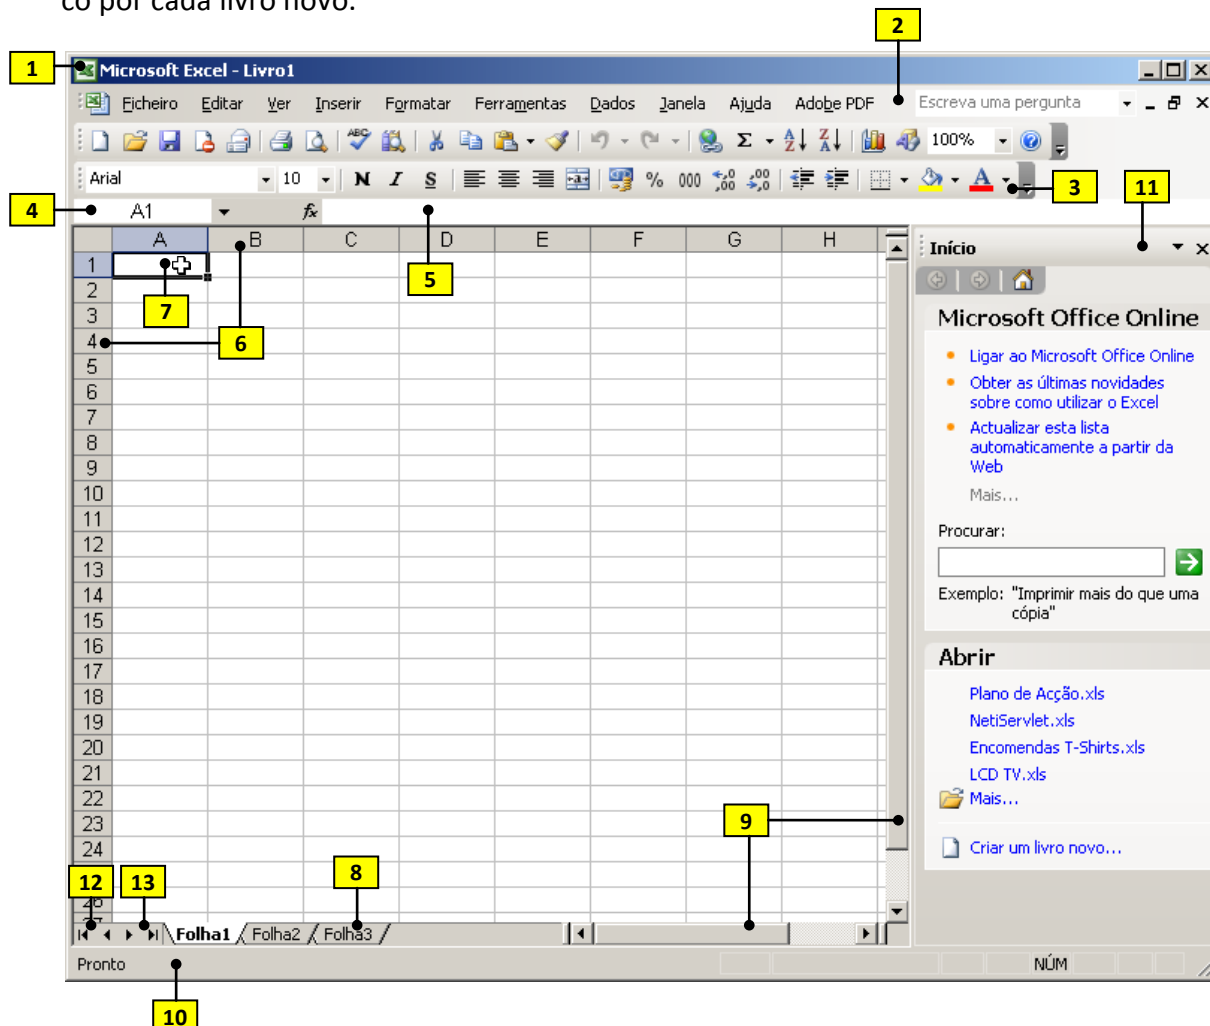 co por cada livro novo.
2
1
Microsoft Excel - Livro1
Ficheiro Editar Ver Inserir Formatar Ferramentas Dados Janela Ajuda Adobe PDF Escreva uma pergunta
ABC Σ A Z Z A 100% ?
Arial 10 N I S % 000 ,00 ,0 A
3
11
4
A1 fx
5
A B C D E F G H
Início
1
2
7
3
4
6
5
6
7
8
9
10
11
12
13
14
15
16
17
18
19
20
21
22
23
24
Microsoft Office Online
Ligar ao Microsoft Office Online
Obter as últimas novidades
sobre como utilizar o Excel
Actualizar esta lista
automaticamente a partir da
Web
Mais...
Procurar:
Exemplo: "Imprimir mais do que uma
cópia"
Abrir
Plano de Acção.xls
NetiServlet.xls
Encomendas T-Shirts.xls
LCD TV.xls
Mais...
Criar um livro novo...
9
8
12 13
26
27
Folha1 Folha2 Folha3
Pronto NÚM
10